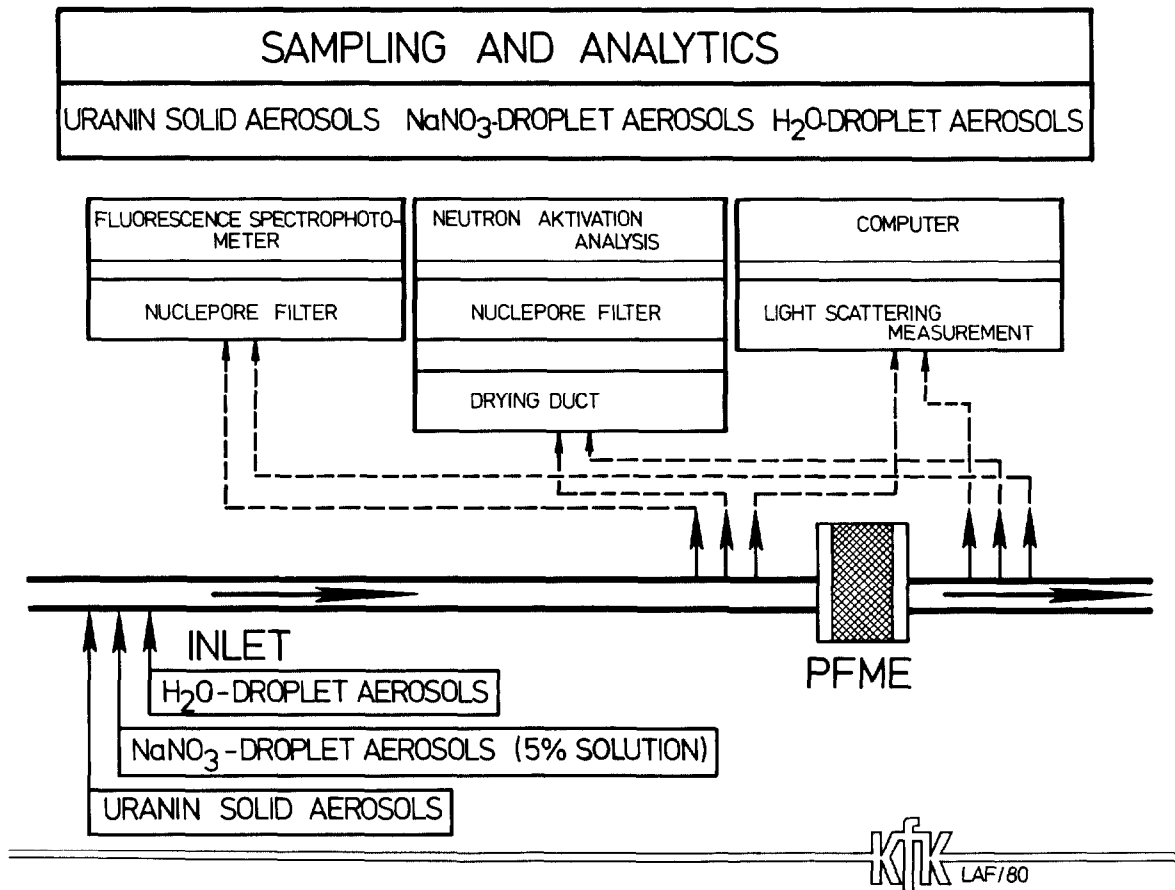 SAMPLING AND ANALYTICS
URANIN SOLID AEROSOLS NaNO3-DROPLET AEROSOLS H2O-DROPLET AEROSOLS
FLUORESCENCE SPECTROPHOTO-
METER
NUCLEPORE FILTER
NEUTRON AKTIVATION
ANALYSIS
NUCLEPORE FILTER
DRYING DUCT
COMPUTER
LIGHT SCATTERING
MEASUREMENT
INLET
PFME
H2O-DROPLET AEROSOLS
NaNO3-DROPLET AEROSOLS (5% SOLUTION)
URANIN SOLID AEROSOLS
KfK LAF/80